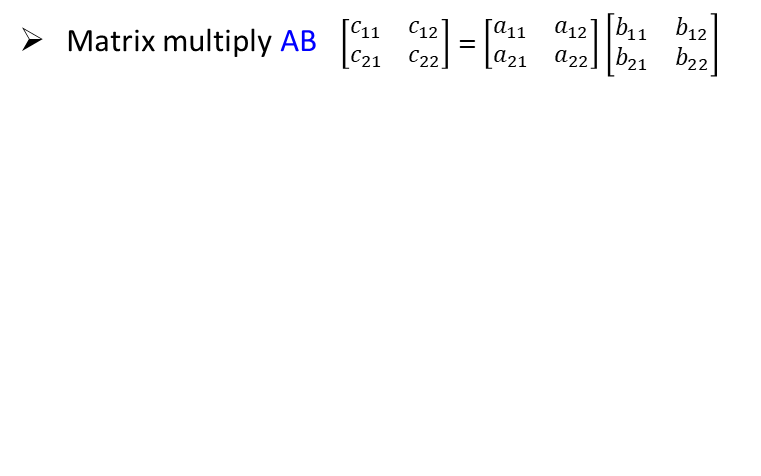 ➢ Matrix multiply AB [c₁₁ c₁₂ c₂₁ c₂₂] = [a₁₁ a₁₂ a₂₁ a₂₂] [b₁₁ b₁₂ b₂₁ b₂₂]